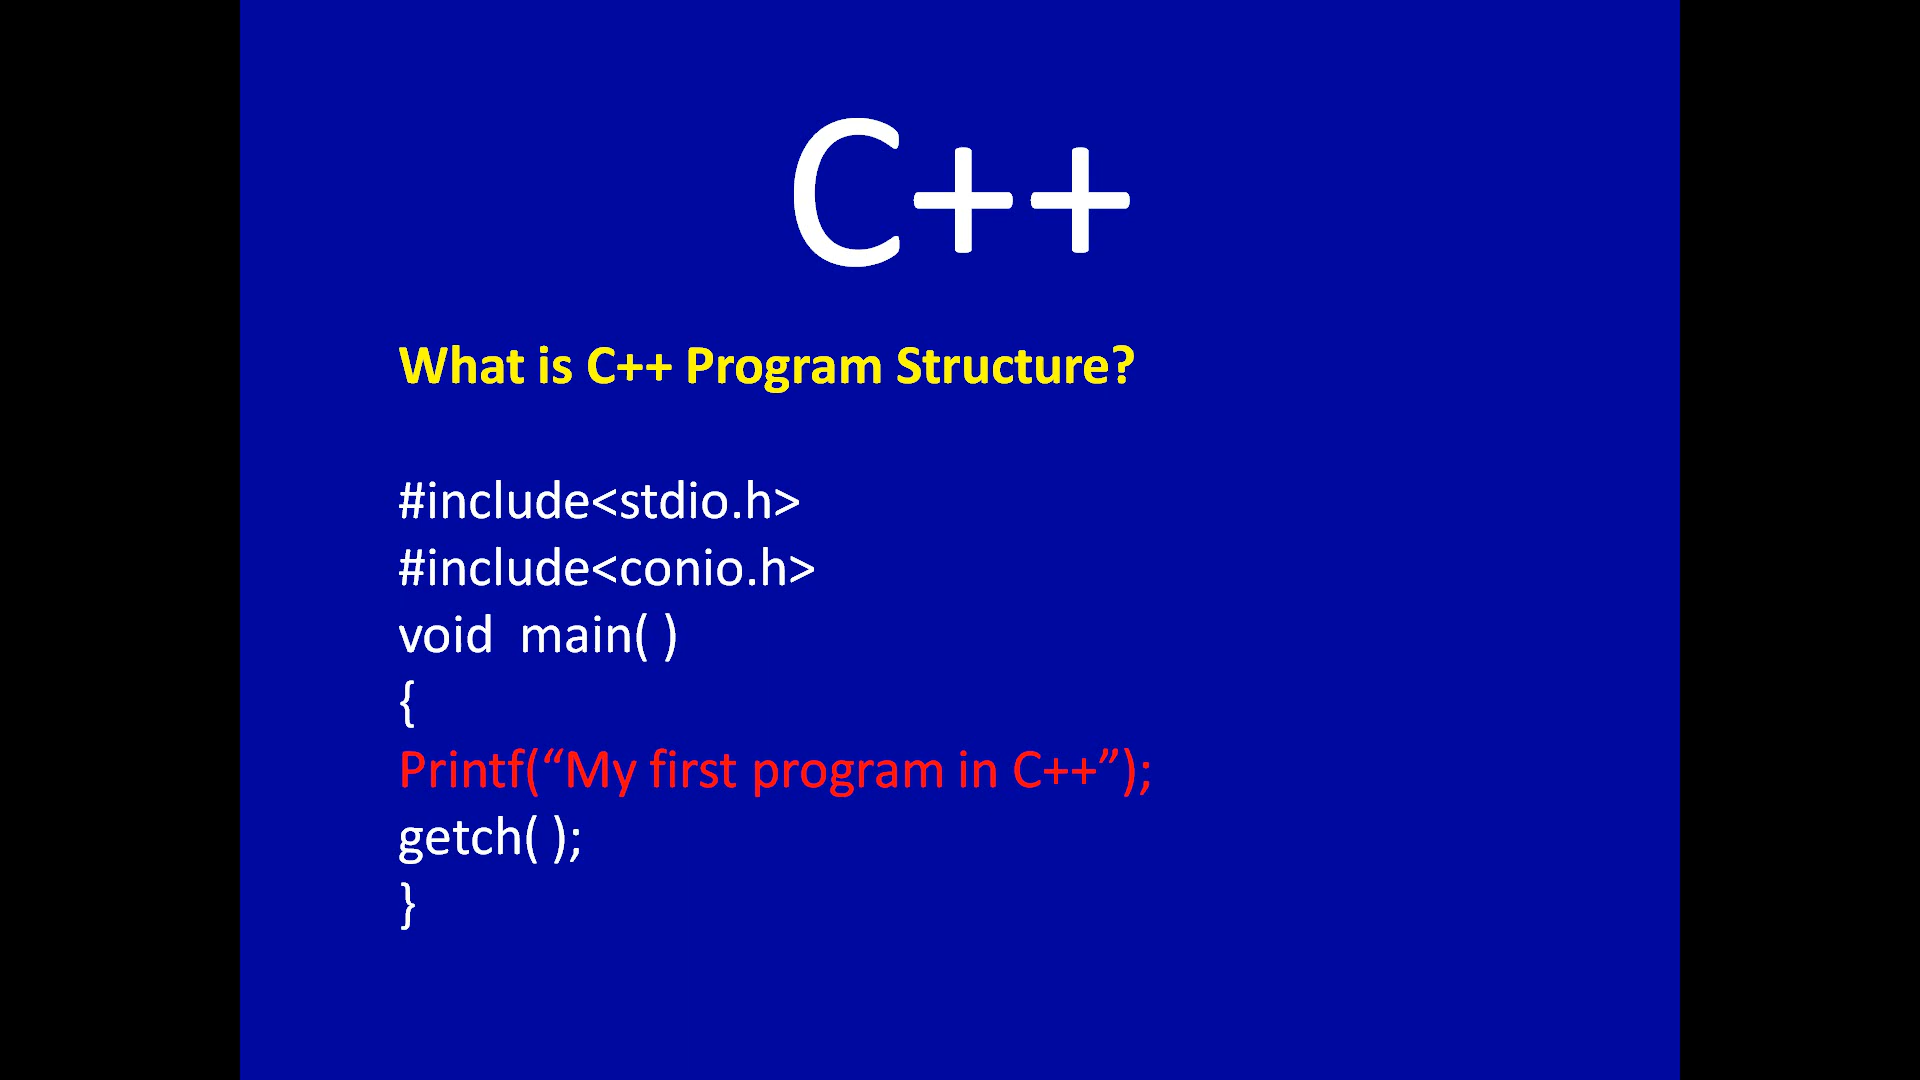 C++
What is C++ Program Structure?
#include<stdio.h>
#include<conio.h>
void  main( )
{
Printf(“My first program in C++”);
getch( );
}